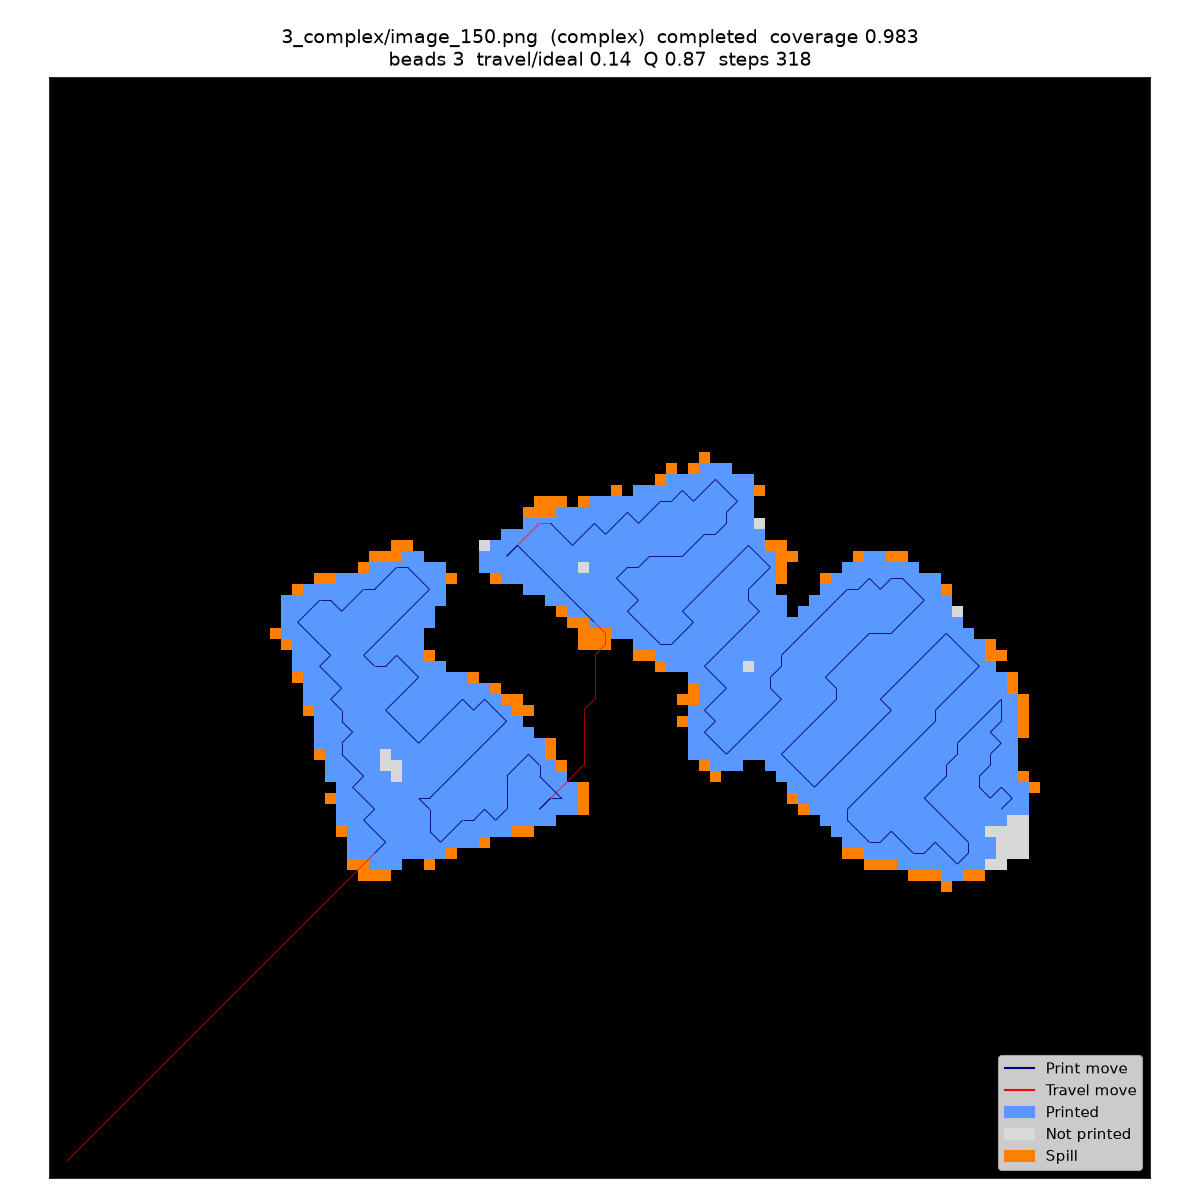 3_complex/image_150.png  (complex)  completed  coverage 0.983
beads 3  travel/ideal 0.14  Q 0.87  steps 318
Print move
Travel move
Printed
Not printed
Spill